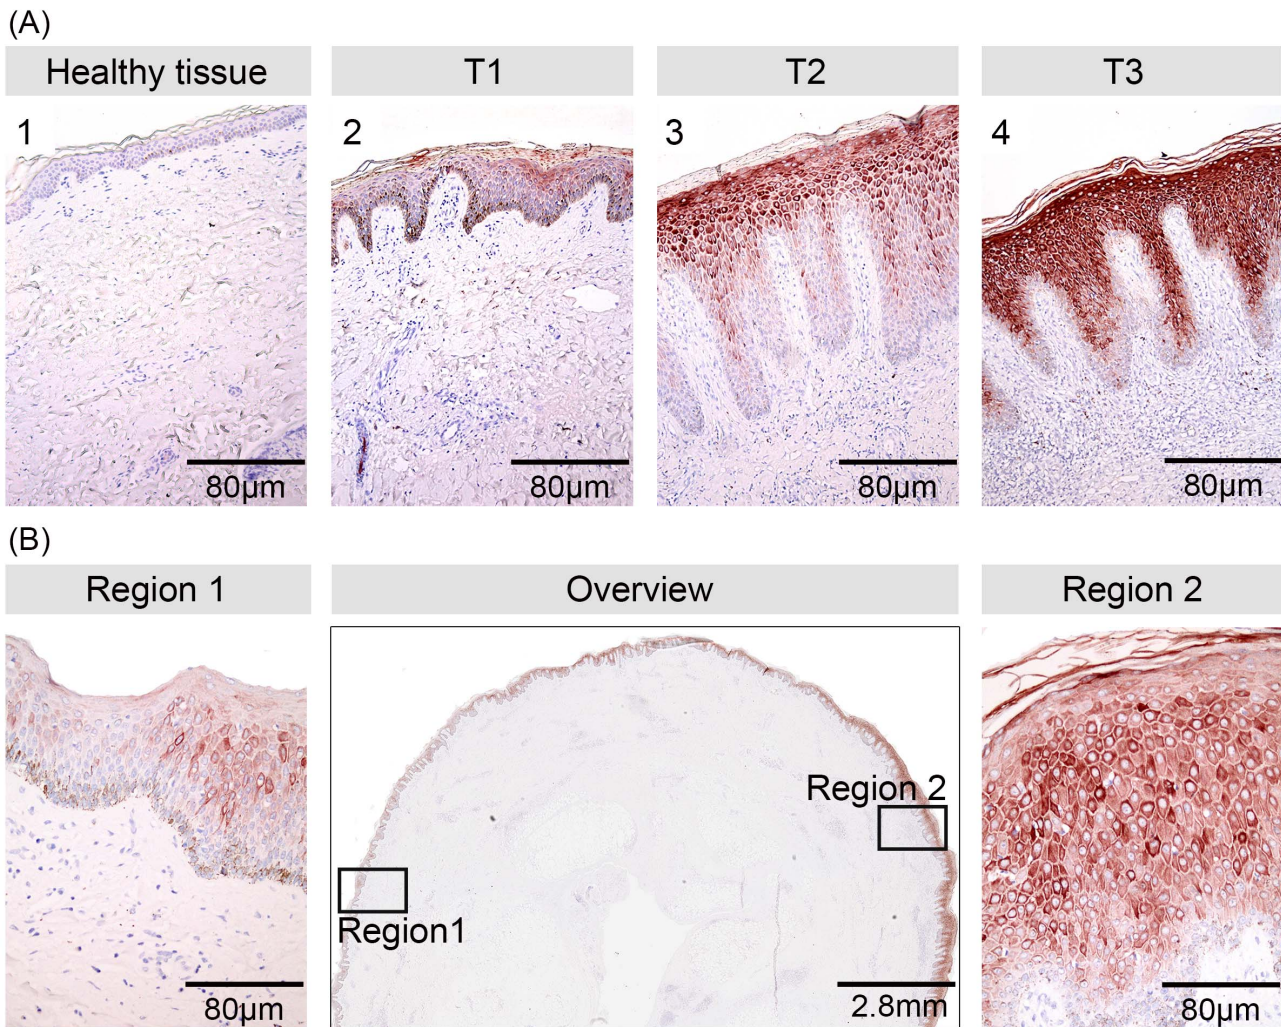 (A)
Healthy tissue
T1
T2
T3
1
2
3
4
80µm
80µm
80µm
80µm
(B)
Region 1
Overview
Region 2
Region 2
Region1
80µm
2.8mm
80µm